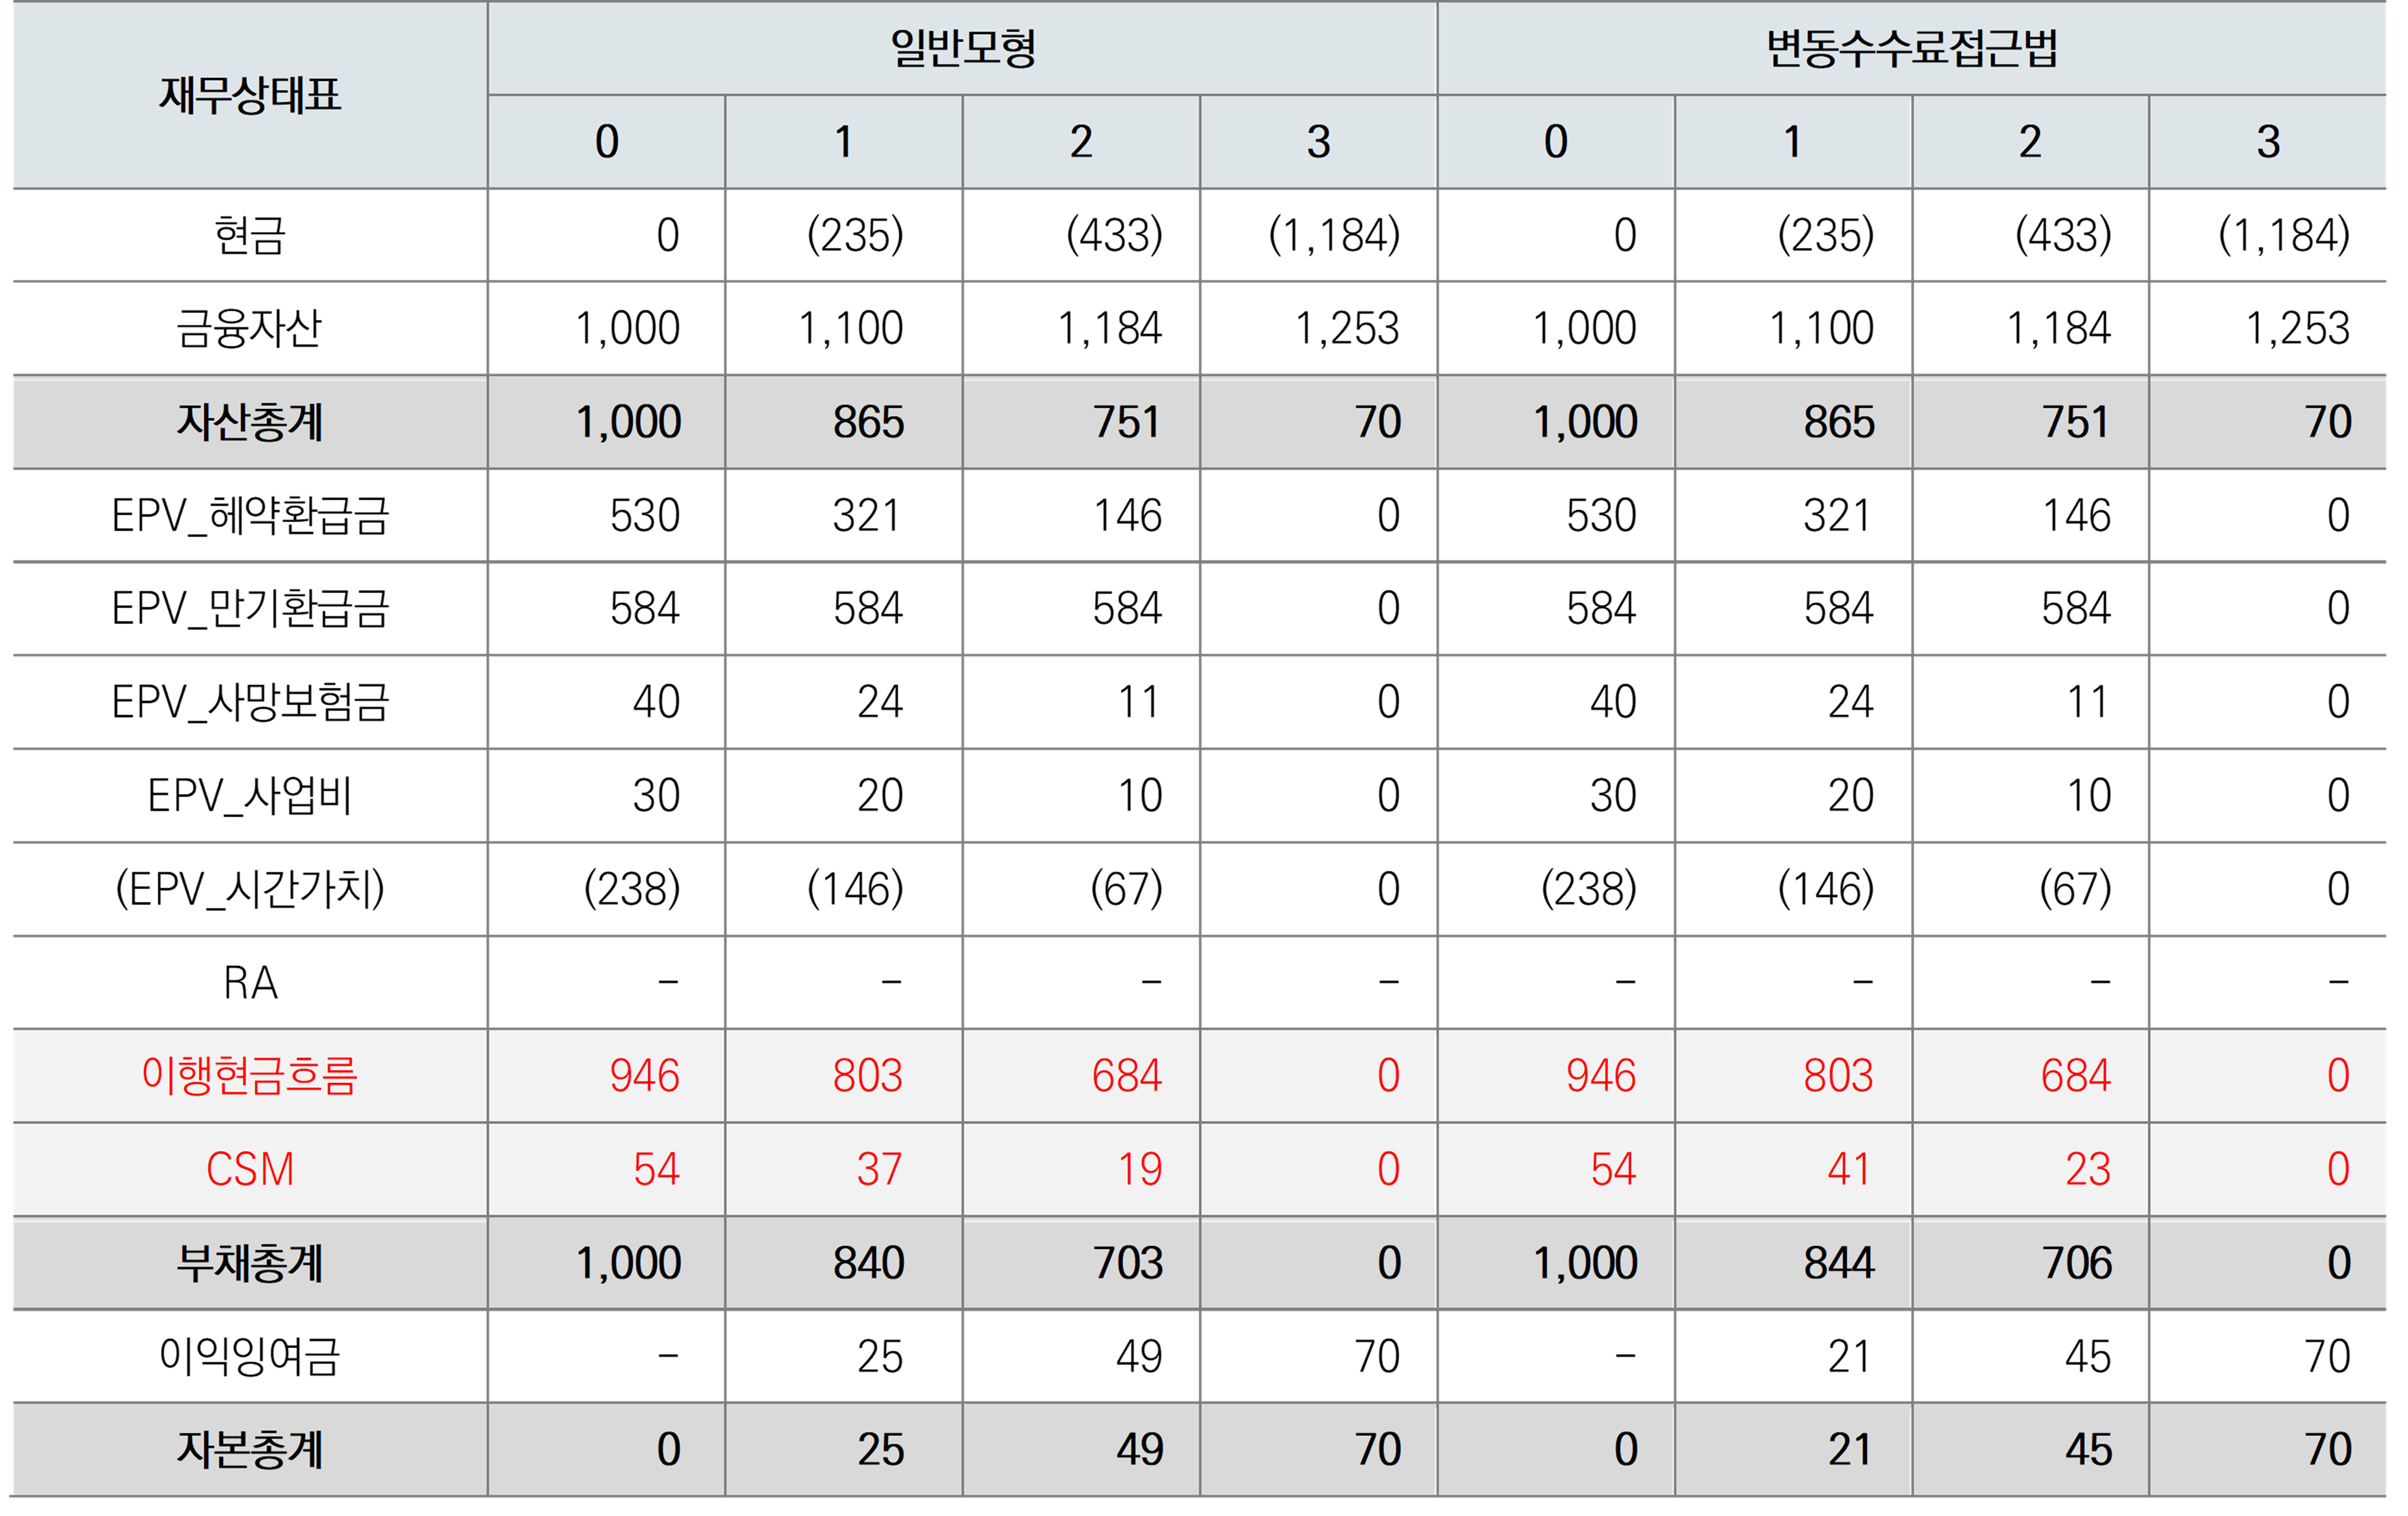 재무상태표 일반모형 변동수수료접근법
0 1 2 3 0 1 2 3
현금 0 (235) (433) (1,184) 0 (235) (433) (1,184)
금융자산 1,000 1,100 1,184 1,253 1,000 1,100 1,184 1,253
자산총계 1,000 865 751 70 1,000 865 751 70
EPV_해약환급금 530 321 146 0 530 321 146 0
EPV_만기환급금 584 584 584 0 584 584 584 0
EPV_사망보험금 40 24 11 0 40 24 11 0
EPV_사업비 30 20 10 0 30 20 10 0
(EPV_시간가치) (238) (146) (67) 0 (238) (146) (67) 0
RA – – – – – – – –
이행현금흐름 946 803 684 0 946 803 684 0
CSM 54 37 19 0 54 41 23 0
부채총계 1,000 840 703 0 1,000 844 706 0
이익잉여금 – 25 49 70 – 21 45 70
자본총계 0 25 49 70 0 21 45 70